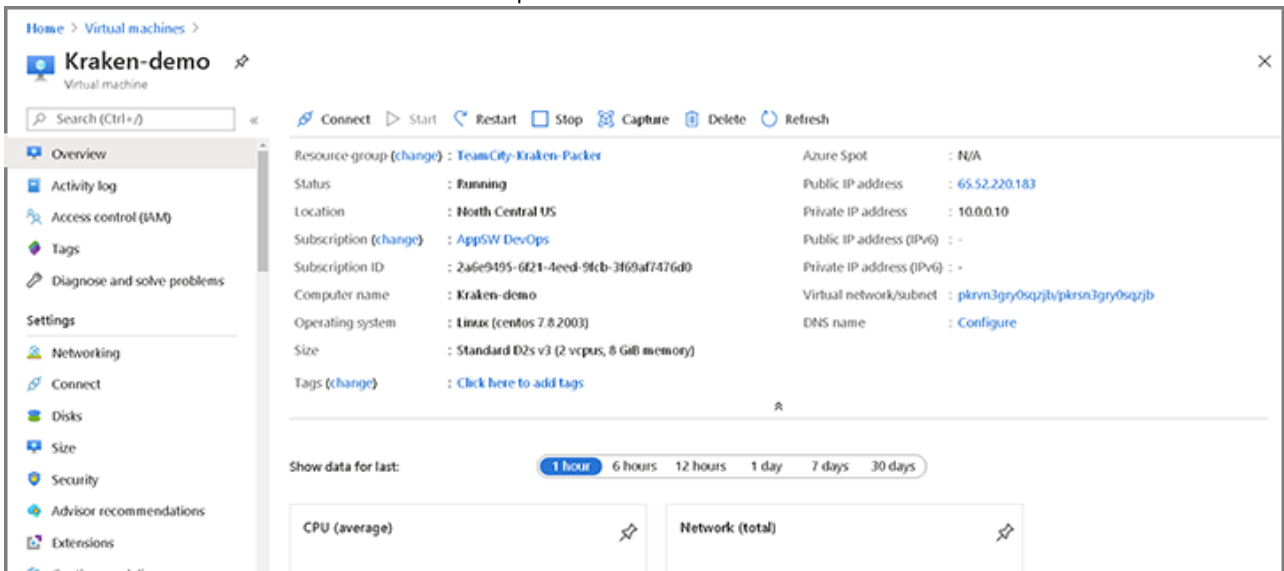 Home > Virtual machines >
Kraken-demo
Virtual machine
Search (Ctrl+/)
«
Connect
Start
Restart
Stop
Capture
Delete
Refresh
Overview
Activity log
Access control (IAM)
Tags
Diagnose and solve problems
Settings
Networking
Connect
Disks
Size
Security
Advisor recommendations
Extensions
Resource group (change) : TeamCity-Kraken-Packer
Status : Running
Location : North Central US
Subscription (change) : AppSW DevOps
Subscription ID : 2a6e9495-6f21-4eed-9fcb-3f69af7476d0
Computer name : Kraken-demo
Operating system : Linux (centos 7.8.2003)
Size : Standard D2s v3 (2 vcpus, 8 GiB memory)
Tags (change) : Click here to add tags
Azure Spot : N/A
Public IP address : 65.52.220.183
Private IP address : 10.0.0.10
Public IP address (IPv6) : -
Private IP address (IPv6) : -
Virtual network/subnet : pkrvn3gry0sqzjb/pkrsn3gry0sqzjb
DNS name : Configure
Show data for last:
1 hour 6 hours 12 hours 1 day 7 days 30 days
CPU (average)
Network (total)